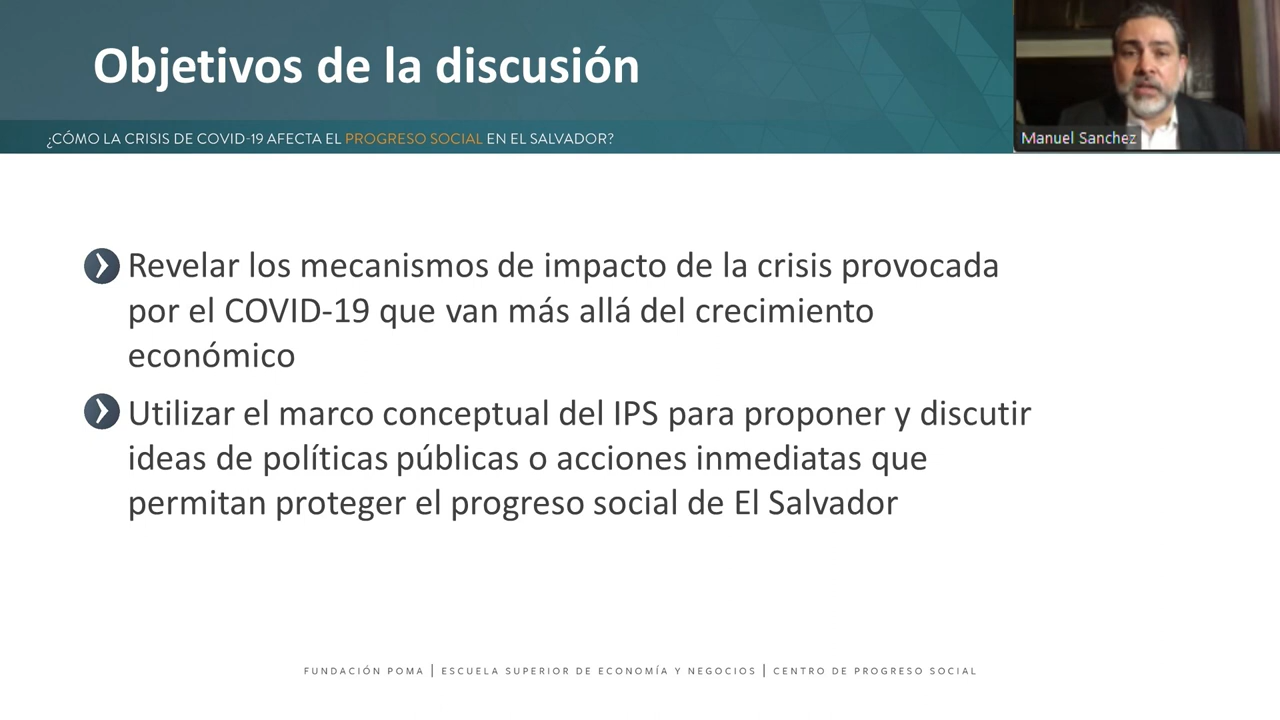 Objetivos de la discusión
¿CÓMO LA CRISIS DE COVID-19 AFECTA EL PROGRESO SOCIAL EN EL SALVADOR?
Manuel Sanchez
Revelar los mecanismos de impacto de la crisis provocada
por el COVID-19 que van más allá del crecimiento
económico
Utilizar el marco conceptual del IPS para proponer y discutir
ideas de políticas públicas o acciones inmediatas que
permitan proteger el progreso social de El Salvador
FUNDACIÓN POMA | ESCUELA SUPERIOR DE ECONOMÍA Y NEGOCIOS | CENTRO DE PROGRESO SOCIAL